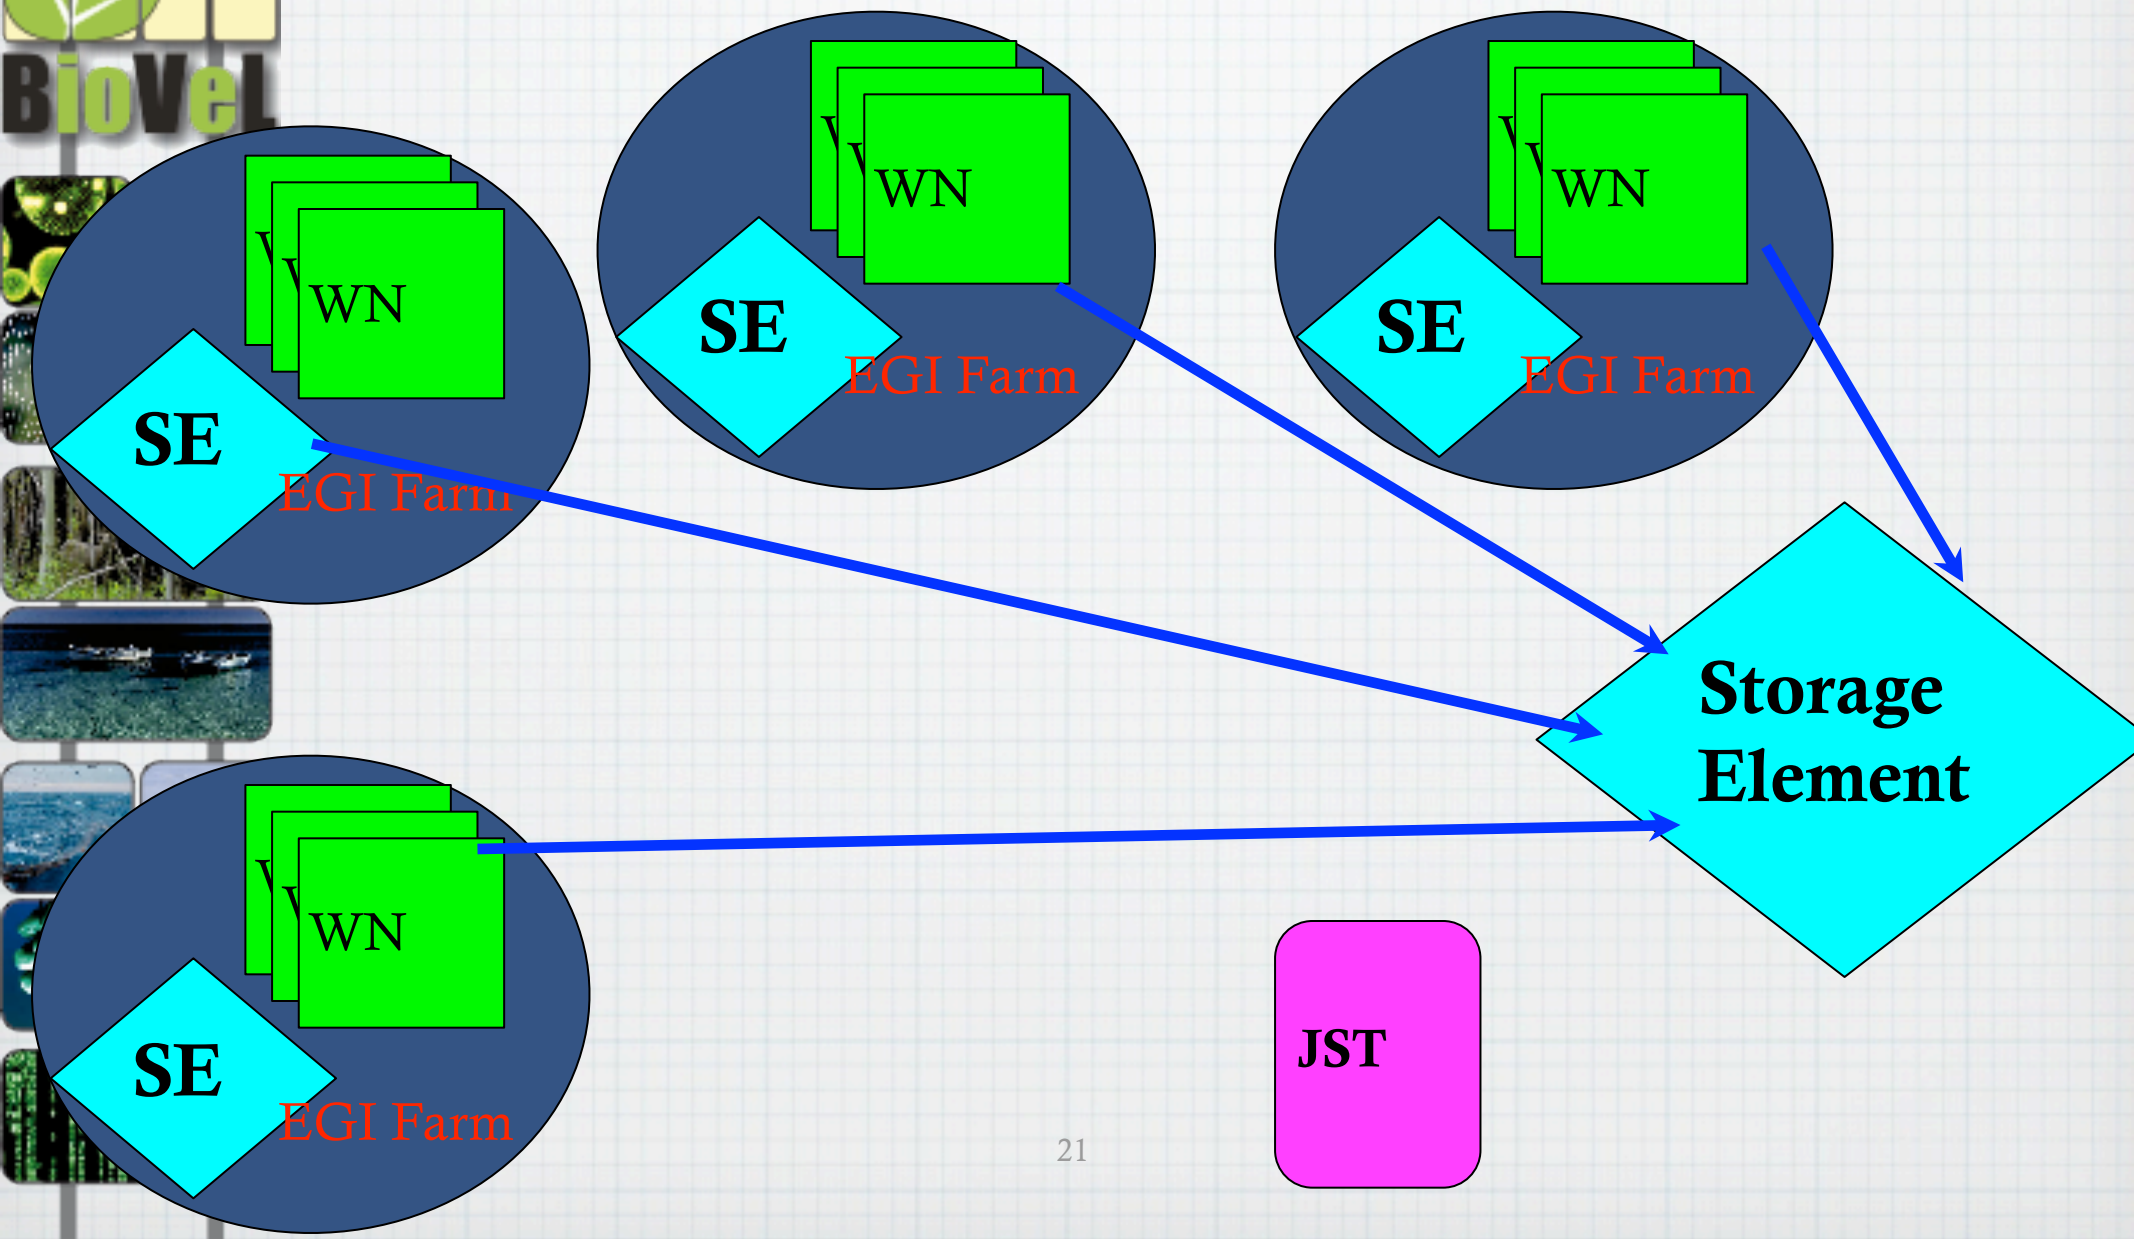 BioVeL
WN
SE
EGI Farm
WN
SE
EGI Farm
WN
SE
EGI Farm
Storage
Element
WN
SE
EGI Farm
JST
21